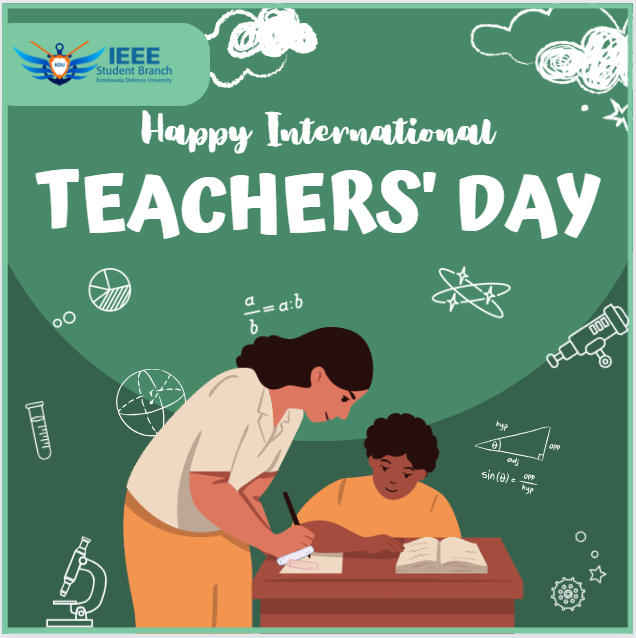 KDU
IEEE
Student Branch
Kotelawala Defence University
Happy International
TEACHERS' DAY
a/b = a:b
hyp
θ
opp
adj
sin(θ) = opp/hyp